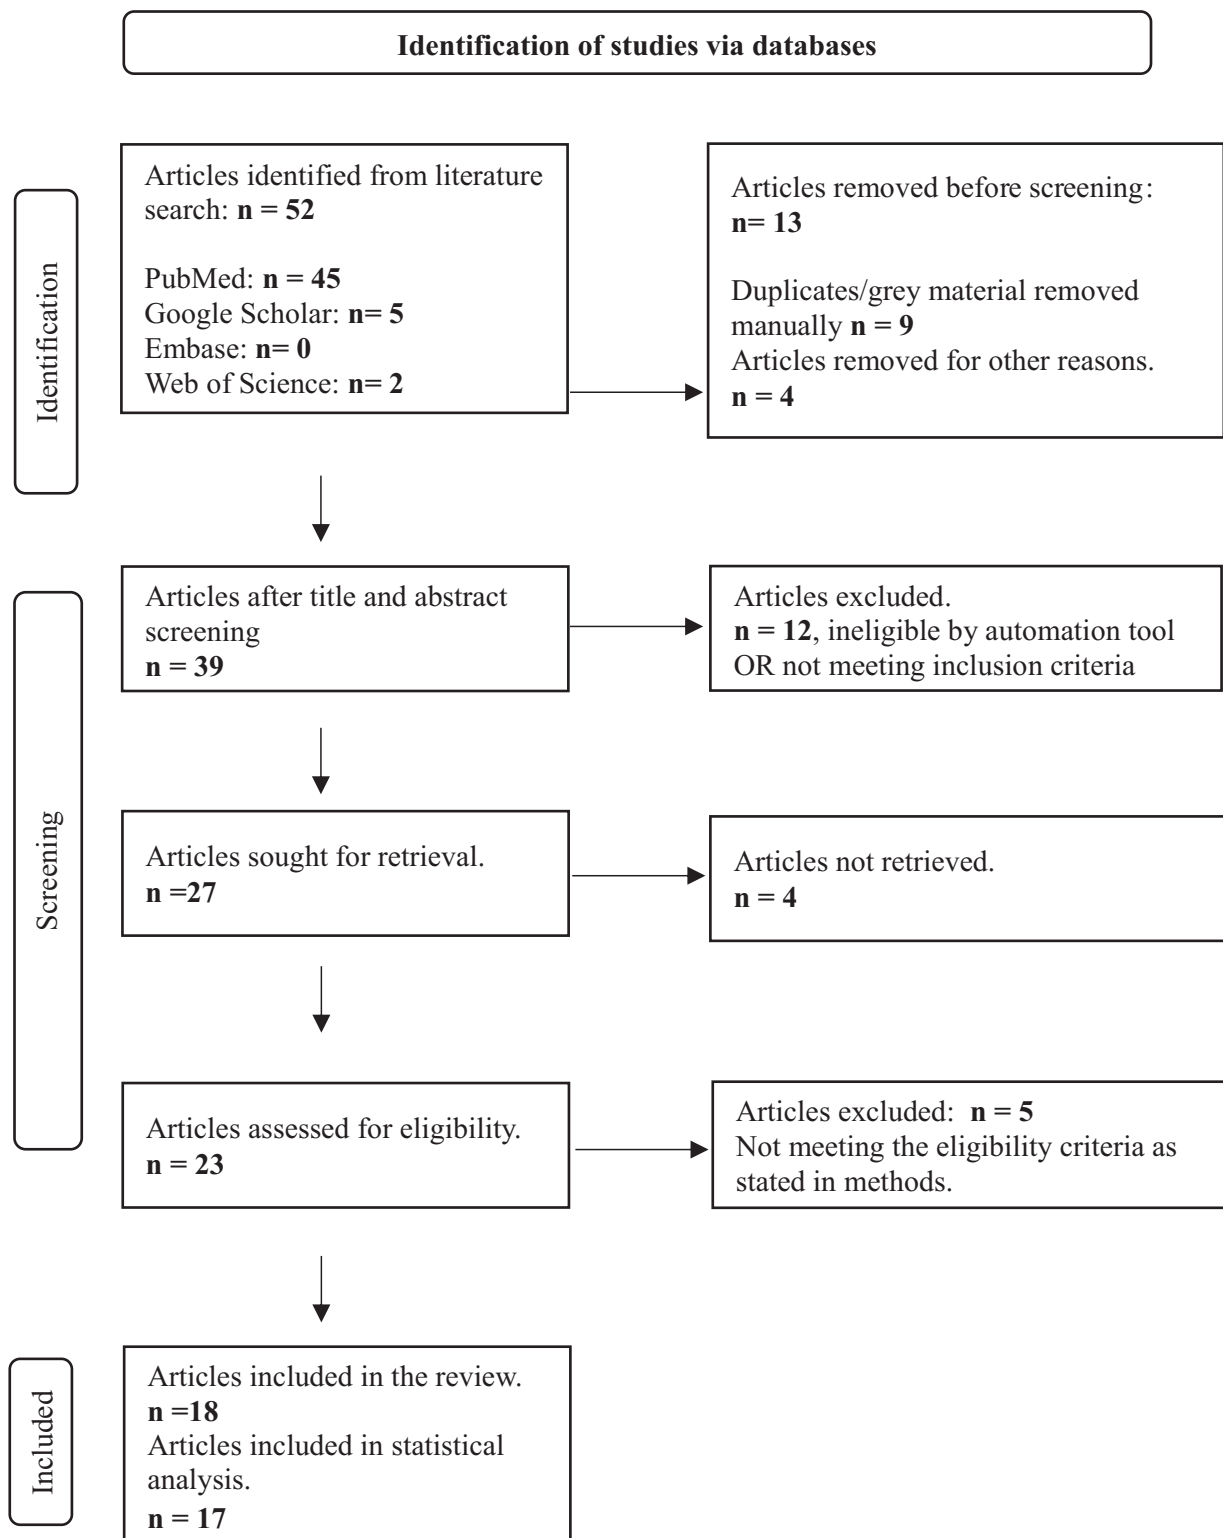 Identification of studies via databases
Identification
Articles identified from literature
search: n = 52
PubMed: n = 45
Google Scholar: n= 5
Embase: n= 0
Web of Science: n= 2
Articles removed before screening:
n= 13
Duplicates/grey material removed
manually n = 9
Articles removed for other reasons.
n = 4
Screening
Articles after title and abstract
screening
n = 39
Articles excluded.
n = 12, ineligible by automation tool
OR not meeting inclusion criteria
Articles sought for retrieval.
n =27
Articles not retrieved.
n = 4
Articles assessed for eligibility.
n = 23
Articles excluded:  n = 5
Not meeting the eligibility criteria as
stated in methods.
Included
Articles included in the review.
n =18
Articles included in statistical
analysis.
n = 17